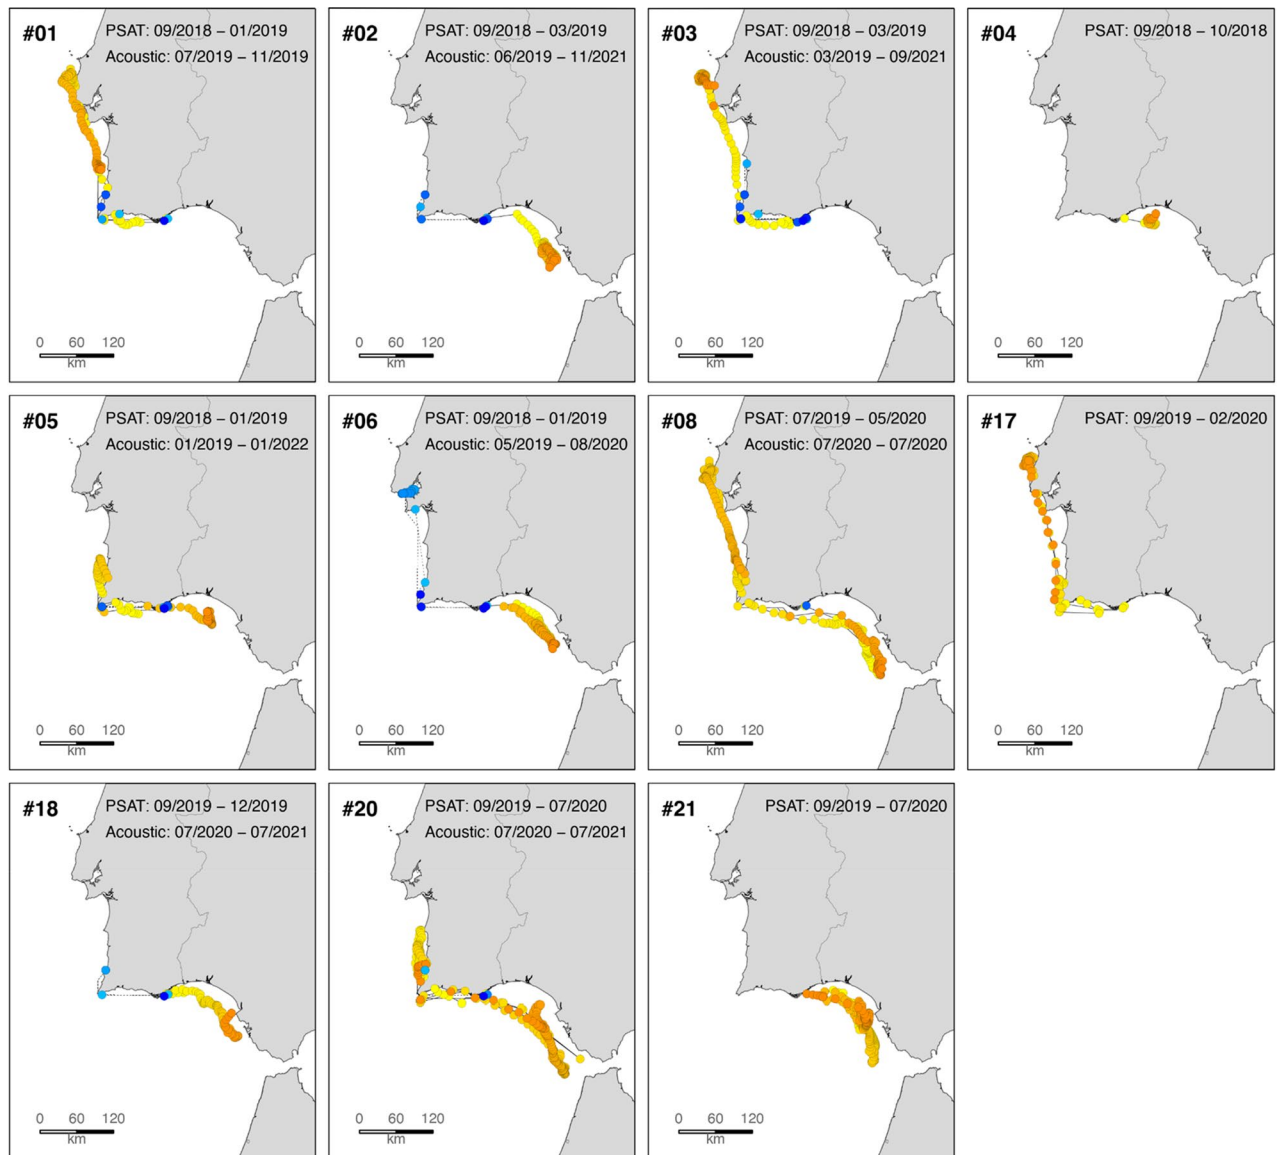 #01 PSAT: 09/2018 – 01/2019
Acoustic: 07/2019 – 11/2019
0 60 120
km
#02 PSAT: 09/2018 – 03/2019
Acoustic: 06/2019 – 11/2021
0 60 120
km
#03 PSAT: 09/2018 – 03/2019
Acoustic: 03/2019 – 09/2021
0 60 120
km
#04 PSAT: 09/2018 – 10/2018
0 60 120
km
#05 PSAT: 09/2018 – 01/2019
Acoustic: 01/2019 – 01/2022
0 60 120
km
#06 PSAT: 09/2018 – 01/2019
Acoustic: 05/2019 – 08/2020
0 60 120
km
#08 PSAT: 07/2019 – 05/2020
Acoustic: 07/2020 – 07/2020
0 60 120
km
#17 PSAT: 09/2019 – 02/2020
0 60 120
km
#18 PSAT: 09/2019 – 12/2019
Acoustic: 07/2020 – 07/2021
0 60 120
km
#20 PSAT: 09/2019 – 07/2020
Acoustic: 07/2020 – 07/2021
0 60 120
km
#21 PSAT: 09/2019 – 07/2020
0 60 120
km